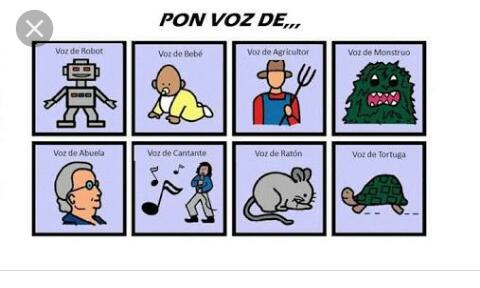 PON VOZ DE,,,
Voz de Robot
Voz de Bebé
Voz de Agricultor
Voz de Monstruo
Voz de Abuela
Voz de Cantante
Voz de Ratón
Voz de Tortuga